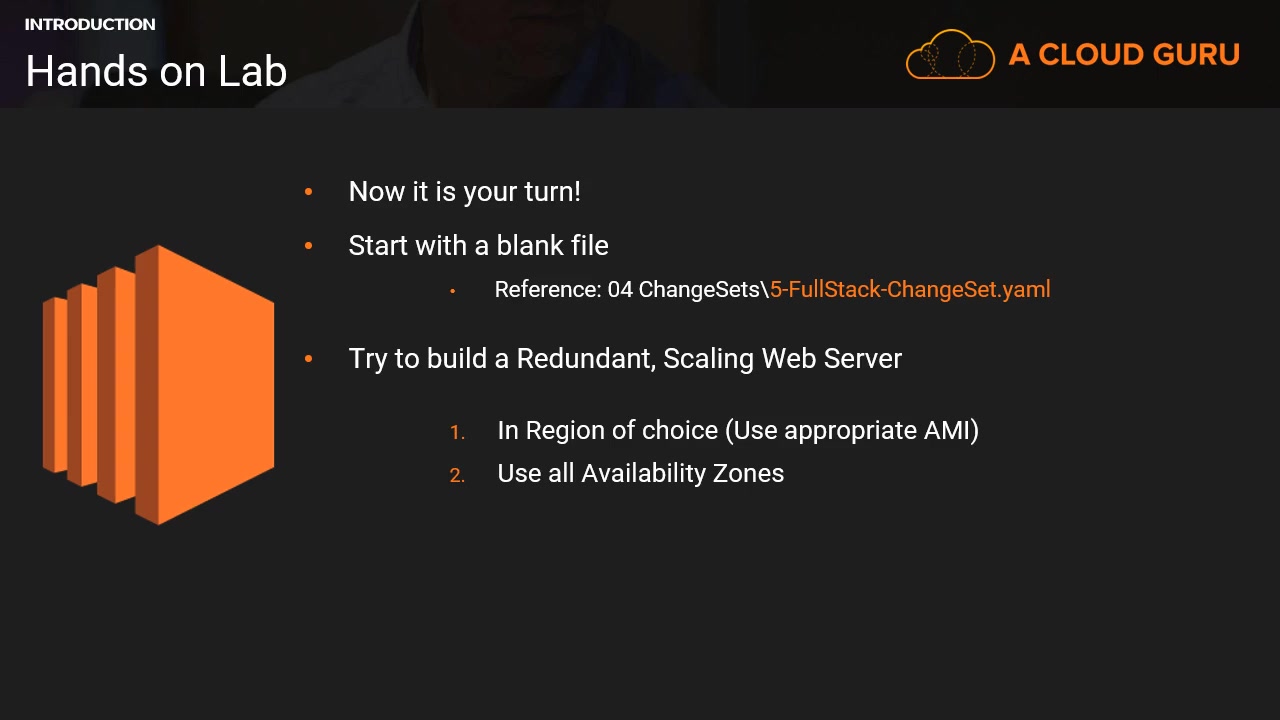 INTRODUCTION
Hands on Lab
A CLOUD GURU
• Now it is your turn!
• Start with a blank file
• Reference: 04 ChangeSets\5-FullStack-ChangeSet.yaml
• Try to build a Redundant, Scaling Web Server
1. In Region of choice (Use appropriate AMI)
2. Use all Availability Zones